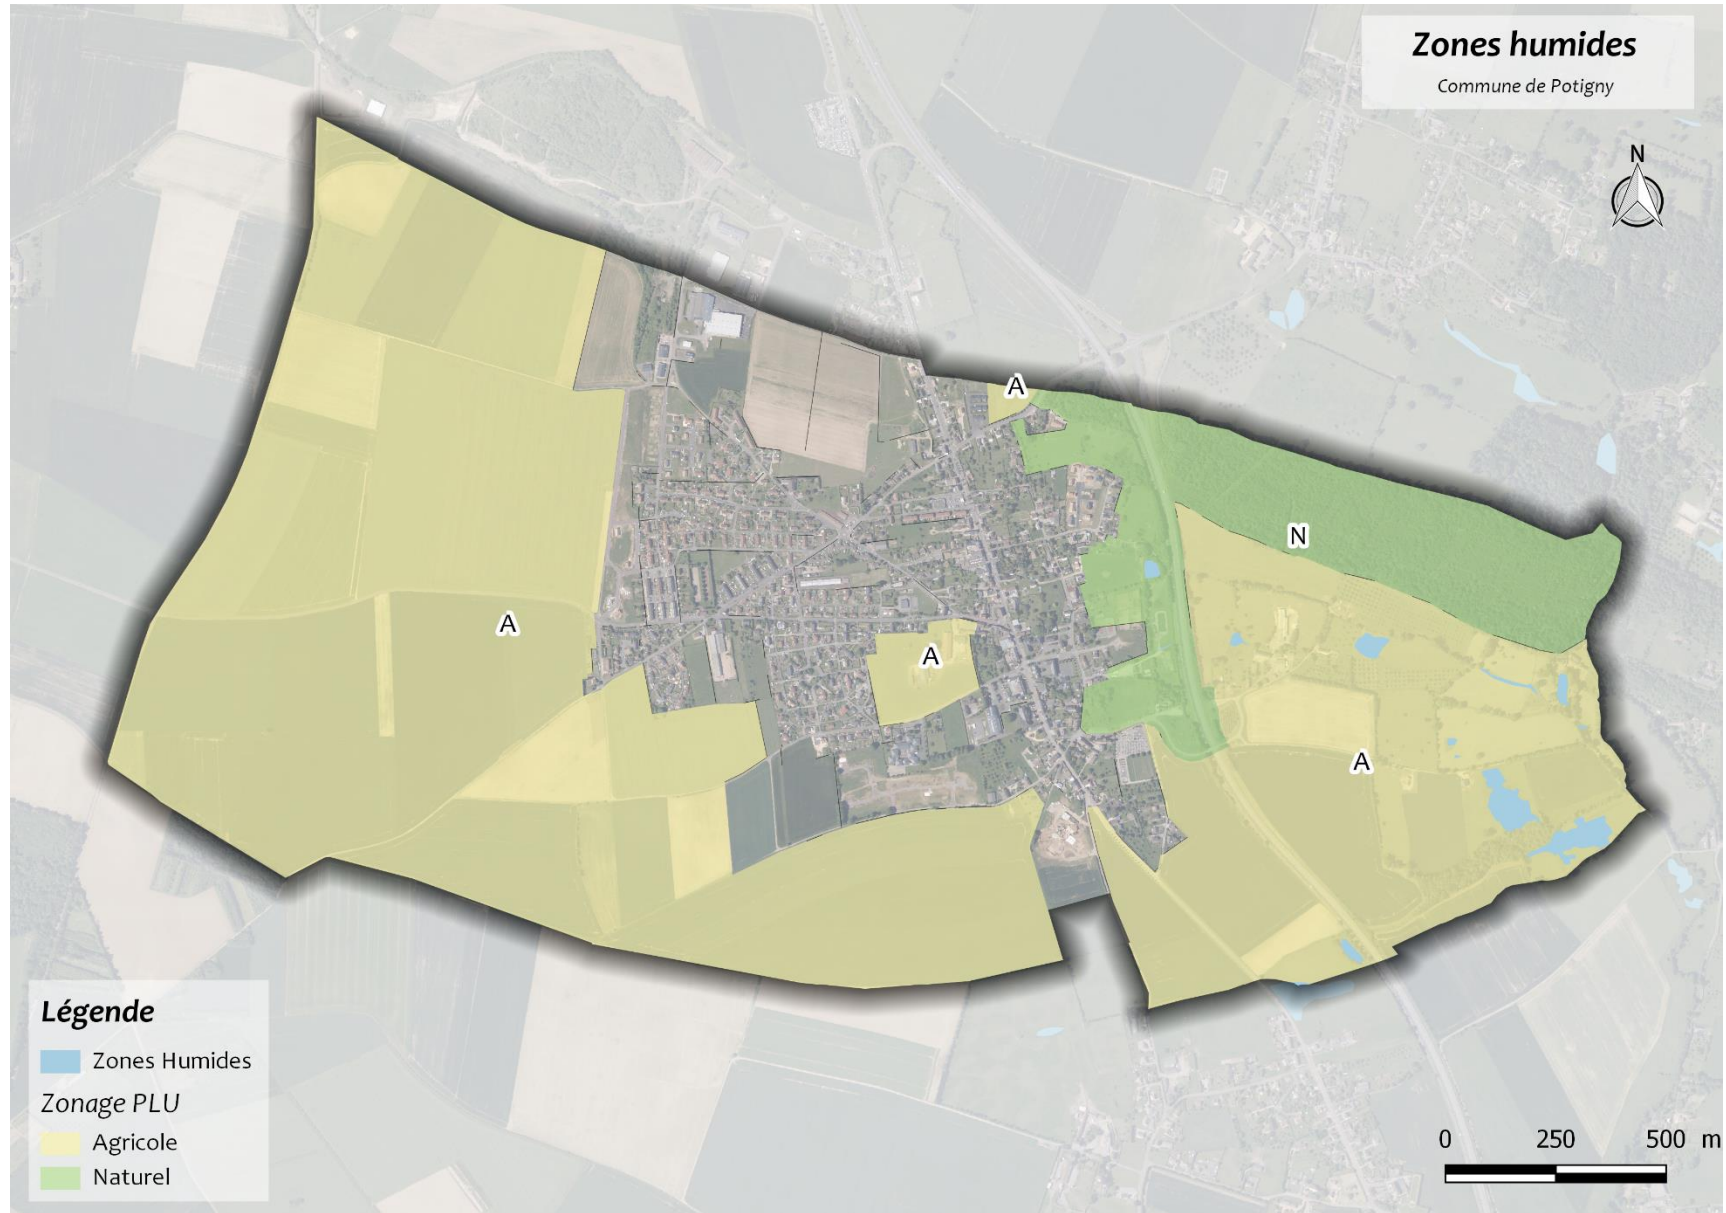 Zones humides
Commune de Potigny
N
A
N
A
A
A
Légende
Zones Humides
Zonage PLU
Agricole
Naturel
0 250 500 m